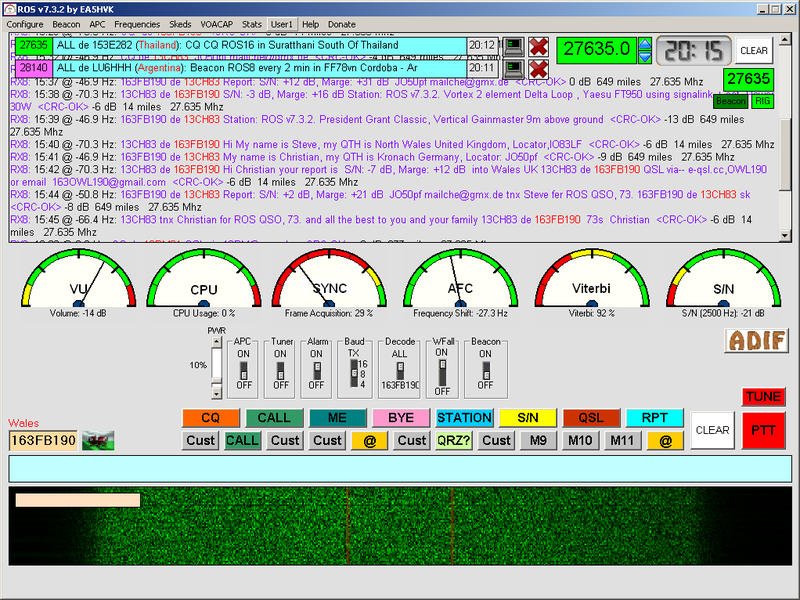 ROS v7.3.2 by EA5HVK
Configure Beacon APC Frequencies Skeds VOACAP Stats User1 Help Donate
27635 ALL de 153E282 (Thailand): CQ CQ ROS16 in Suratthani South Of Thailand 20:12
28140 ALL de LU6HHH (Argentina): Beacon ROS8 every 2 min in FF78vn Cordoba - Ar 20:11
27635.0
20:15
CLEAR
27635
Beacon RIG
RX8: 15:37 @ -46.9 Hz: 163FB190 de 13CH83 Report: S/N: +12 dB, Marge: +31 dB JO50pf mailche@gmx.de <CRC-OK> 0 dB 649 miles 27.635 Mhz
RX8: 15:38 @ -70.3 Hz: 13CH83 de 163FB190 S/N: -3 dB, Marge: +16 dB Station: ROS v7.3.2. Vortex 2 element Delta Loop , Yaesu FT950 using signalink
30W <CRC-OK> -6 dB 14 miles 27.635 Mhz
RX8: 15:39 @ -46.9 Hz: 163FB190 de 13CH83 Station: ROS v7.3.2. President Grant Classic, Vertical Gainmaster 9m above ground <CRC-OK> -13 dB 649 miles
27.635 Mhz
RX8: 15:40 @ -70.3 Hz: 13CH83 de 163FB190 Hi My name is Steve, my QTH is North Wales United Kingdom, Locator,IO83LF <CRC-OK> -7 dB 14 miles 27.635 Mhz
RX8: 15:41 @ -46.9 Hz: 163FB190 de 13CH83 My name is Christian, my QTH is Kronach Germany, Locator: JO50pf <CRC-OK> -9 dB 649 miles 27.635 Mhz
RX8: 15:42 @ -70.3 Hz: 13CH83 de 163FB190 Hi Christian your report is S/N: -7 dB, Marge: +12 dB into Wales UK 13CH83 de 163FB190 QSL via-- e-qsl.cc,OWL190
or email 163OWL190@gmail.com <CRC-OK> -7 dB 14 miles 27.635 Mhz
RX8: 15:44 @ -50.8 Hz: 163FB190 de 13CH83 Report: S/N: +2 dB, Marge: +21 dB JO50pf mailche@gmx.de tnx Steve fer ROS QSO, 73. 163FB190 de 13CH83 sk
<CRC-OK> -8 dB 649 miles 27.635 Mhz
RX8: 15:45 @ -66.4 Hz: 13CH83 de 163FB190 13CH83 tnx Christian for ROS QSO, 73. and all the best to you and your family 13CH83 de 163FB190 73s Christian <CRC-OK> -6 dB 14
miles 27.635 Mhz
VU CPU SYNC AFC Viterbi S/N
Volume: -14 dB CPU Usage: 0 % Frame Acquisition: 29 % Frequency Shift: -27.3 Hz Viterbi: 92 % S/N (2500 Hz): -21 dB
ADIF
PWR
10%
APC Tuner Alarm Baud Decode WFall Beacon
ON ON ON TX ALL ON ON
16
8
4
OFF OFF OFF 163FB190 OFF OFF
TUNE
CQ CALL ME BYE STATION S/N QSL RPT
CLEAR
PTT
Wales
163FB190
Cust CALL Cust Cust @ Cust QRZ? Cust M9 M10 M11 @